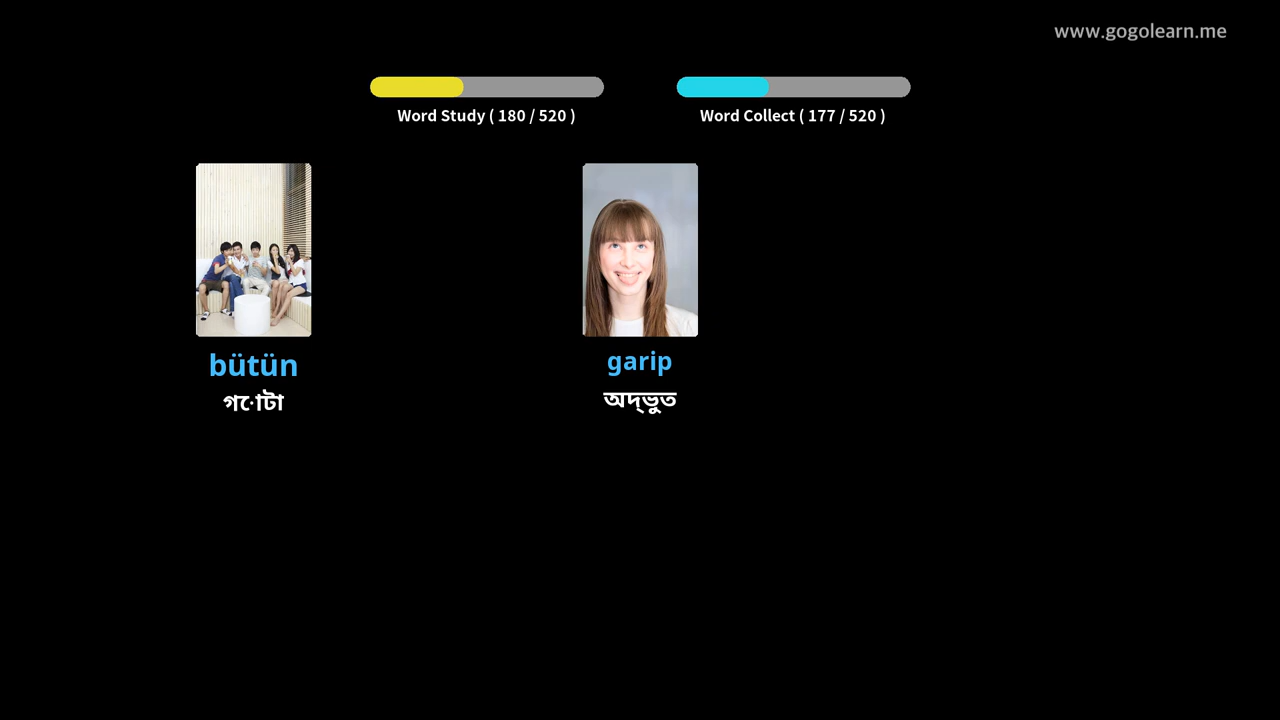 www.gogolearn.me
Word Study ( 180 / 520 )
Word Collect ( 177 / 520 )
bütün
গোটা
garip
অদ্ভুত